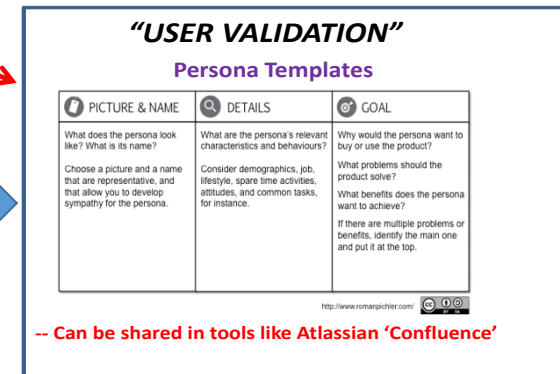 “USER VALIDATION”
Persona Templates
PICTURE & NAME
What does the persona look
like? What is its name?
Choose a picture and a name
that are representative, and
that allow you to develop
sympathy for the persona.
DETAILS
What are the persona's relevant
characteristics and behaviours?
Consider demographics, job,
lifestyle, spare time activities,
attitudes, and common tasks,
for instance.
GOAL
Why would the persona want to
buy or use the product?
What problems should the
product solve?
What benefits does the persona
want to achieve?
If there are multiple problems or
benefits, identify the main one
and put it at the top.
http://www.romanpichler.com/
cc
BY SA
-- Can be shared in tools like Atlassian ‘Confluence’